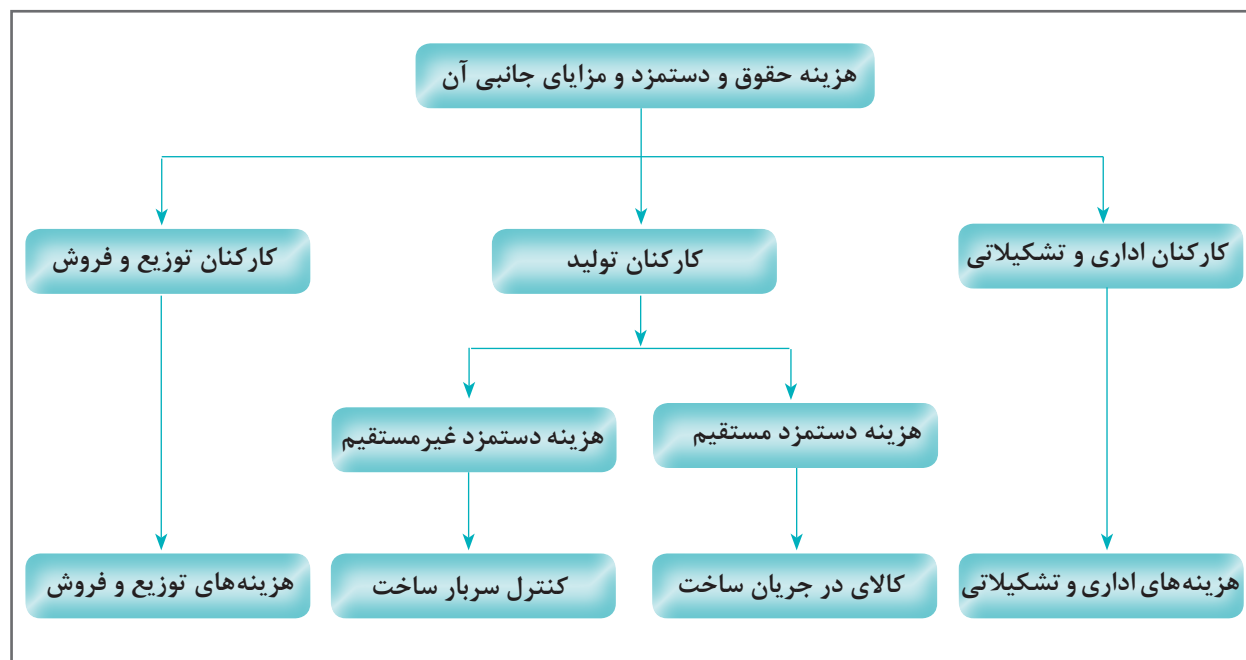 هزینه حقوق و دستمزد و مزایای جانبی آن
کارکنان اداری و تشکیلاتی
کارکنان تولید
کارکنان توزیع و فروش
هزینه دستمزد مستقیم
هزینه دستمزد غیرمستقیم
هزینه‌های اداری و تشکیلاتی
کالای در جریان ساخت
کنترل سربار ساخت
هزینه‌های توزیع و فروش